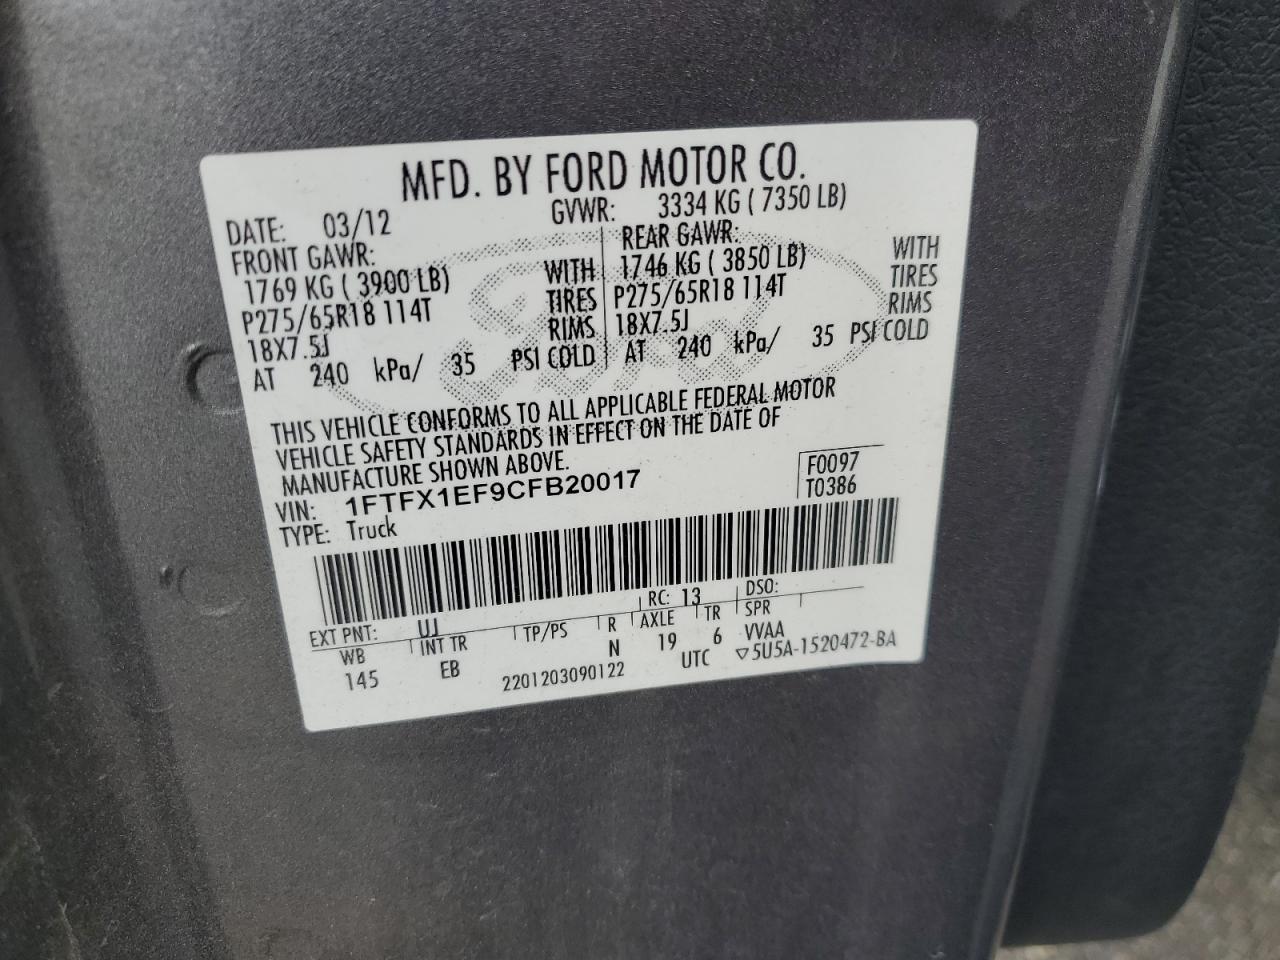 MFD. BY FORD MOTOR CO.
DATE: 03/12 GVWR: 3334 KG ( 7350 LB)
FRONT GAWR: REAR GAWR:
1769 KG ( 3900 LB) WITH 1746 KG ( 3850 LB) WITH
P275/65R18 114T TIRES P275/65R18 114T TIRES
18X7.5J RIMS 18X7.5J RIMS
AT 240 kPa/ 35 PSI COLD AT 240 kPa/ 35 PSI COLD
THIS VEHICLE CONFORMS TO ALL APPLICABLE FEDERAL MOTOR
VEHICLE SAFETY STANDARDS IN EFFECT ON THE DATE OF
MANUFACTURE SHOWN ABOVE.
VIN: 1FTFX1EF9CFB20017 F0097
TYPE: Truck T0386
EXT PNT: UJ RC: 13 DSO:
WB INT TR TP/PS R AXLE TR SPR
145 EB N 19 6 VVAA
2201203090122 UTC ▽5U5A-1520472-BA